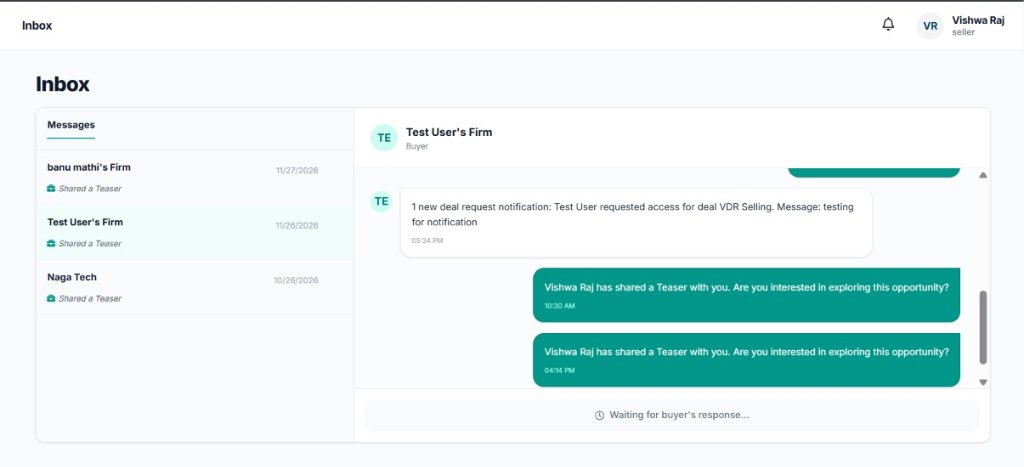 Inbox
VR
Vishwa Raj
seller
Inbox
Messages
banu mathi's Firm
11/27/2026
Shared a Teaser
Test User's Firm
11/26/2026
Shared a Teaser
Naga Tech
10/26/2026
Shared a Teaser
TE
Test User's Firm
Buyer
TE
1 new deal request notification: Test User requested access for deal VDR Selling. Message: testing
for notification
05:34 PM
Vishwa Raj has shared a Teaser with you. Are you interested in exploring this opportunity?
10:30 AM
Vishwa Raj has shared a Teaser with you. Are you interested in exploring this opportunity?
04:14 PM
Waiting for buyer's response...